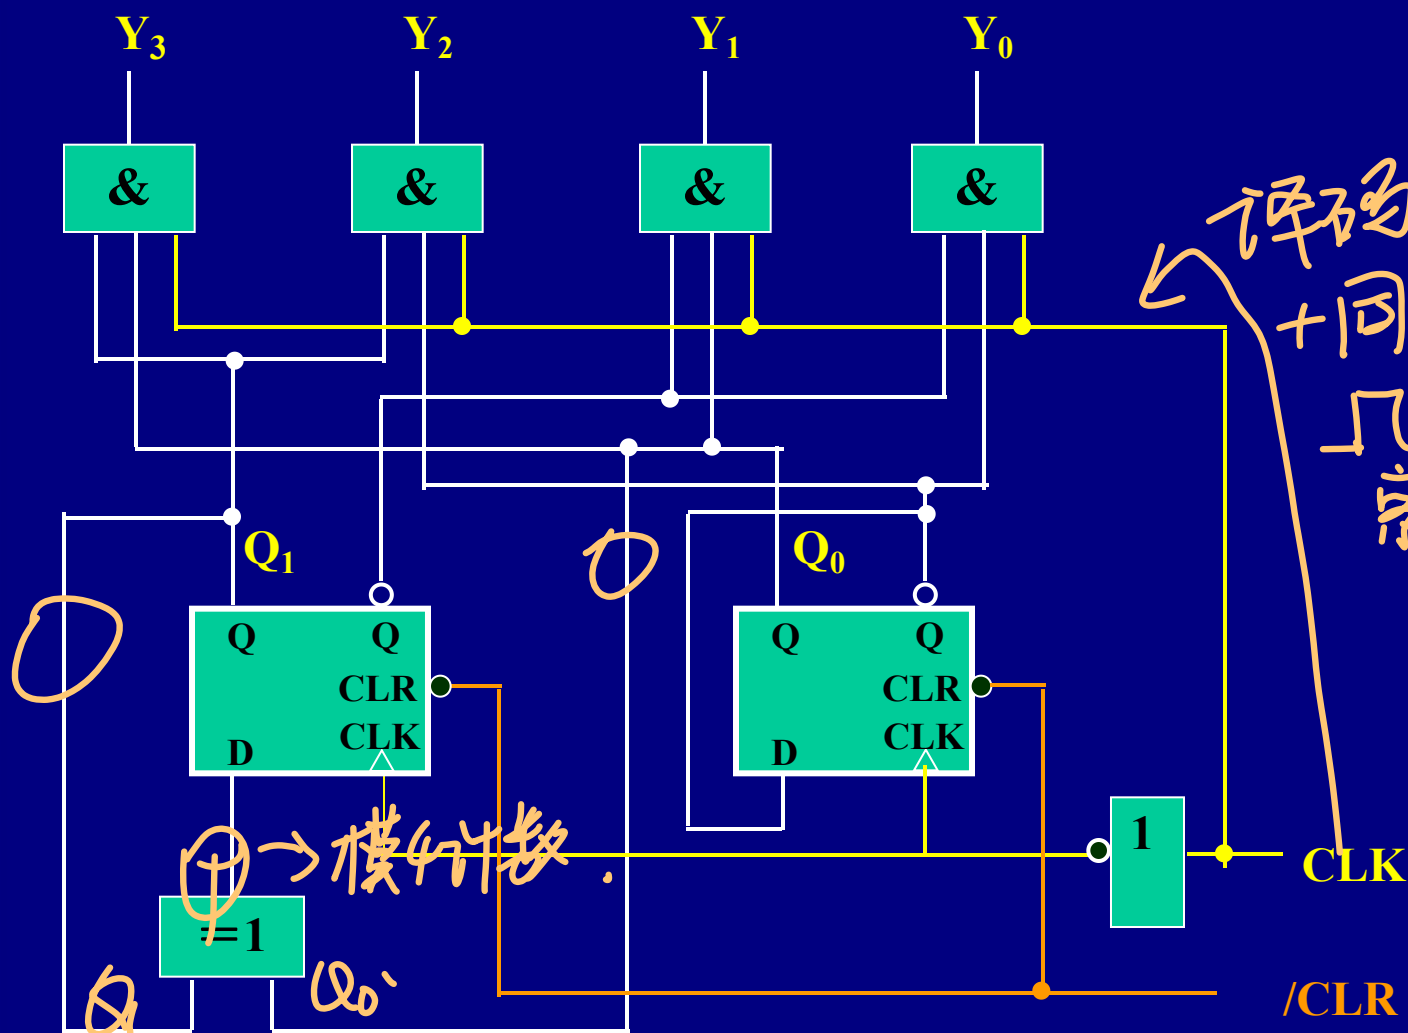 Y3 Y2 Y1 Y0
& & & &
译码
+同
Q1 Q0
Q Q Q Q
CLR CLR
CLK CLK
D D
1
→模4计数.
CLK
=1
Q Q0
/CLR